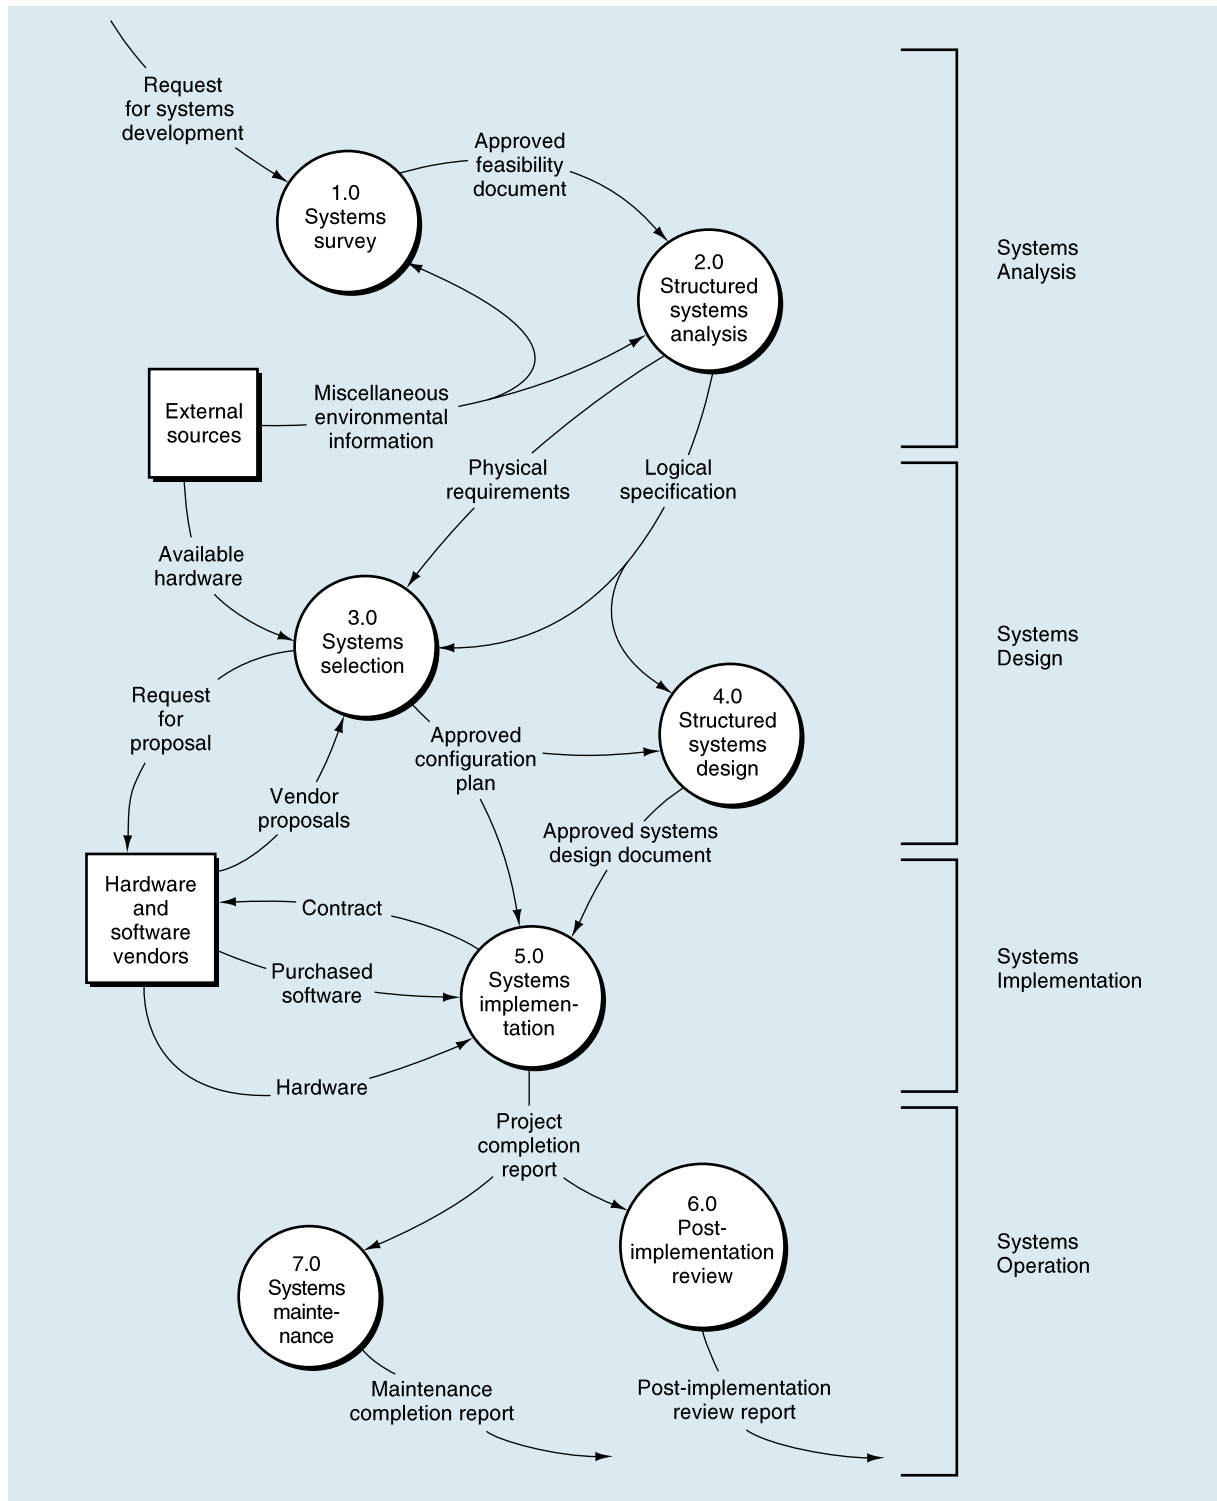 Request
for systems
development
Approved
feasibility
document
1.0
Systems
survey
2.0
Structured
systems
analysis
Systems
Analysis
External
sources
Miscellaneous
environmental
information
Physical
requirements
Logical
specification
Available
hardware
3.0
Systems
selection
Systems
Design
Request
for
proposal
4.0
Structured
systems
design
Approved
configuration
plan
Vendor
proposals
Approved systems
design document
Hardware
and
software
vendors
Contract
Purchased
software
5.0
Systems
implemen-
tation
Systems
Implementation
Hardware
Project
completion
report
6.0
Post-
implementation
review
7.0
Systems
mainte-
nance
Systems
Operation
Maintenance
completion report
Post-implementation
review report